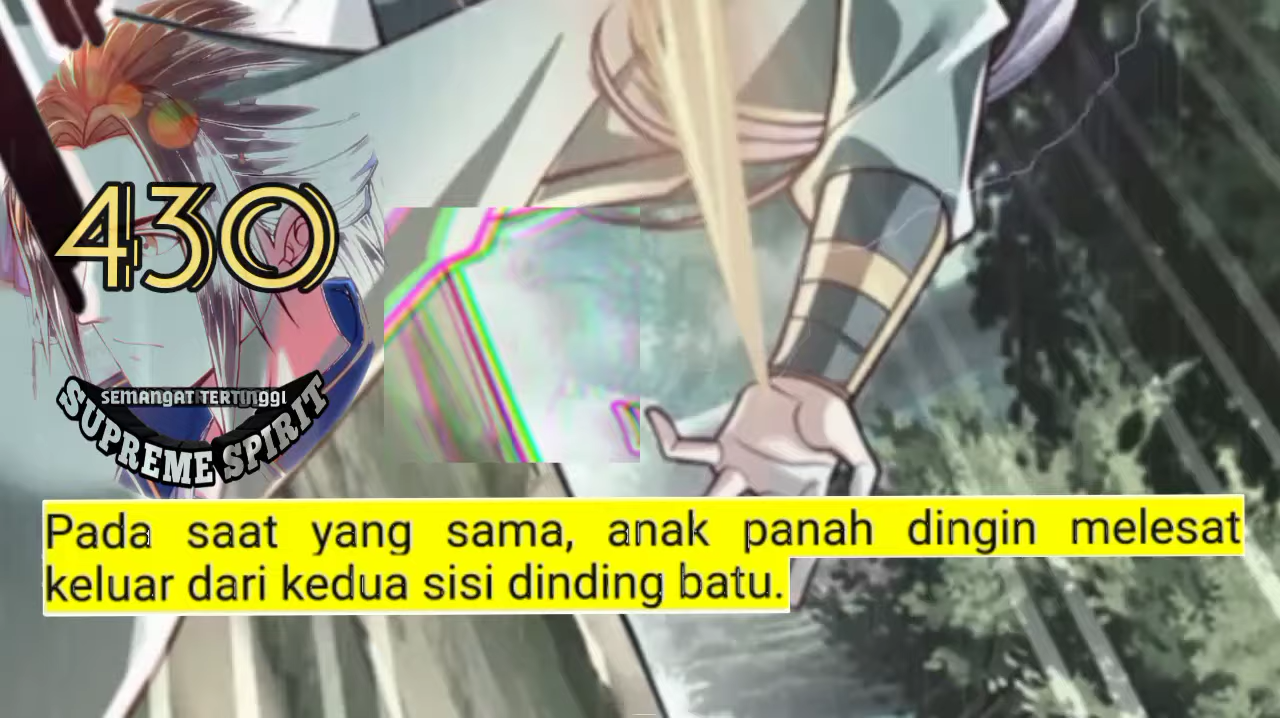 430
SEMANGAT TERTINGGI
SUPREME SPIRIT
Pada saat yang sama, anak panah dingin melesat
keluar dari kedua sisi dinding batu.